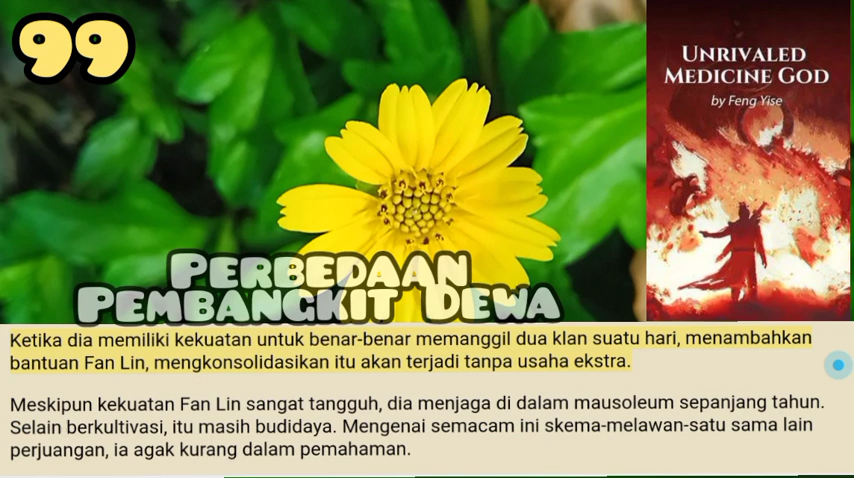 99
UNRIVALED
MEDICINE GOD
by Feng Yise
PERBEDAAN
PEMBANGKIT DEWA
Ketika dia memiliki kekuatan untuk benar-benar memanggil dua klan suatu hari, menambahkan
bantuan Fan Lin, mengkonsolidasikan itu akan terjadi tanpa usaha ekstra.
Meskipun kekuatan Fan Lin sangat tangguh, dia menjaga di dalam mausoleum sepanjang tahun.
Selain berkultivasi, itu masih budidaya. Mengenai semacam ini skema-melawan-satu sama lain
perjuangan, ia agak kurang dalam pemahaman.